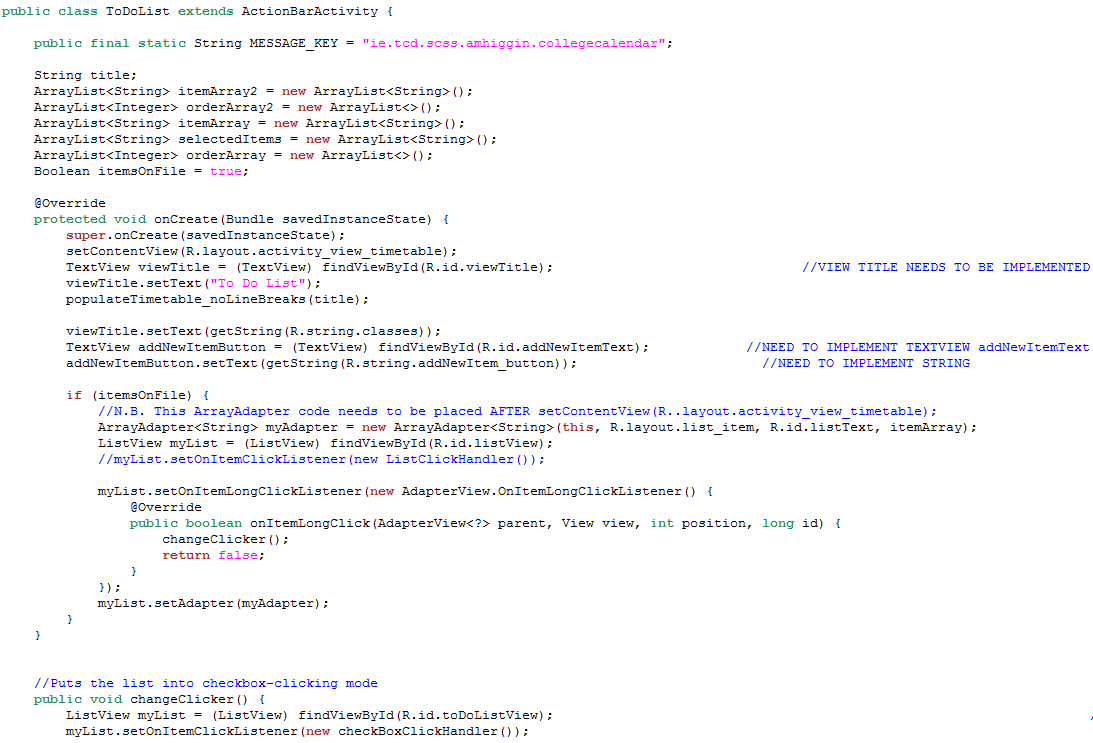 public class ToDoList extends ActionBarActivity {
public final static String MESSAGE_KEY = "ie.tcd.scss.amhiggin.collegecalendar";
String title;
ArrayList<String> itemArray2 = new ArrayList<String>();
ArrayList<Integer> orderArray2 = new ArrayList<>();
ArrayList<String> itemArray = new ArrayList<String>();
ArrayList<String> selectedItems = new ArrayList<String>();
ArrayList<Integer> orderArray = new ArrayList<>();
Boolean itemsOnFile = true;
@Override
protected void onCreate(Bundle savedInstanceState) {
super.onCreate(savedInstanceState);
setContentView(R.layout.activity_view_timetable);
TextView viewTitle = (TextView) findViewById(R.id.viewTitle); //VIEW TITLE NEEDS TO BE IMPLEMENTED
viewTitle.setText("To Do List");
populateTimetable_noLineBreaks(title);
viewTitle.setText(getString(R.string.classes));
TextView addNewItemButton = (TextView) findViewById(R.id.addNewItemText); //NEED TO IMPLEMENT TEXTVIEW addNewItemText
addNewItemButton.setText(getString(R.string.addNewItem_button)); //NEED TO IMPLEMENT STRING
if (itemsOnFile) {
//N.B. This ArrayAdapter code needs to be placed AFTER setContentView(R..layout.activity_view_timetable);
ArrayAdapter<String> myAdapter = new ArrayAdapter<String>(this, R.layout.list_item, R.id.listText, itemArray);
ListView myList = (ListView) findViewById(R.id.listView);
//myList.setOnItemClickListener(new ListClickHandler());
myList.setOnItemLongClickListener(new AdapterView.OnItemLongClickListener() {
@Override
public boolean onItemLongClick(AdapterView<?> parent, View view, int position, long id) {
changeClicker();
return false;
}
});
myList.setAdapter(myAdapter);
}
}
//Puts the list into checkbox-clicking mode
public void changeClicker() {
ListView myList = (ListView) findViewById(R.id.toDoListView); /
myList.setOnItemClickListener(new checkBoxClickHandler());